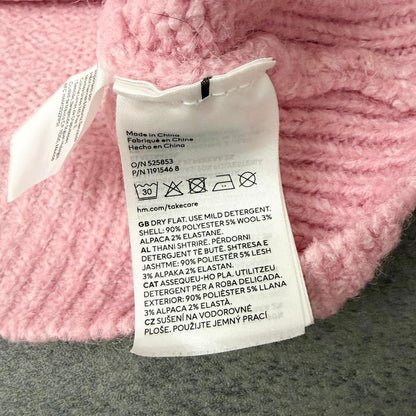 Made in China
Fabriqué en Chine
Hecho en China
O/N 525853
P/N 1191546 8
30
hm.com/takecare
GB DRY FLAT. USE MILD DETERGENT.
SHELL: 90% POLYESTER 5% WOOL 3%
ALPACA 2% ELASTANE.
AL THANI SHTRIRË. PËRDORNI
DETERGJENT TË BUTË. SHTRESA E
JASHTME: 90% POLIESTËR 5% LESH
3% ALPAKA 2% ELASTAN.
CAT ASSEQUEU-HO PLA. UTILITZEU
DETERGENT PER A ROBA DELICADA.
EXTERIOR: 90% POLIÈSTER 5% LLANA
3% ALPACA 2% ELASTÀ.
CZ SUŠENÍ NA VODOROVNÉ
PLOŠE. POUŽIJTE JEMNÝ PRACÍ